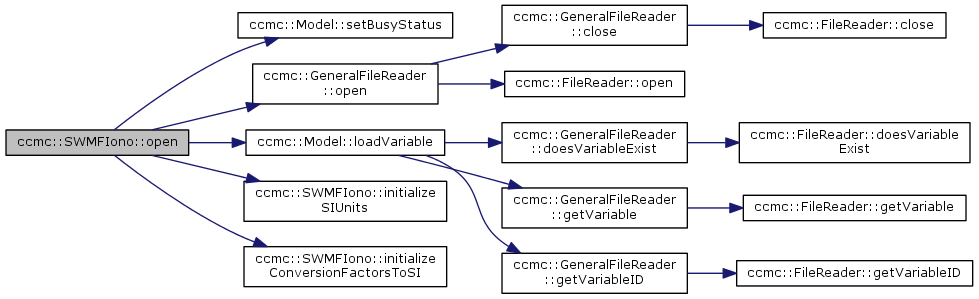 ccmc::SWMFIono::open
ccmc::Model::setBusyStatus
ccmc::GeneralFileReader
::open
ccmc::GeneralFileReader
::close
ccmc::FileReader::close
ccmc::FileReader::open
ccmc::Model::loadVariable
ccmc::GeneralFileReader
::doesVariableExist
ccmc::FileReader::doesVariable
Exist
ccmc::GeneralFileReader
::getVariable
ccmc::FileReader::getVariable
ccmc::GeneralFileReader
::getVariableID
ccmc::FileReader::getVariableID
ccmc::SWMFIono::initialize
SIUnits
ccmc::SWMFIono::initialize
ConversionFactorsToSI